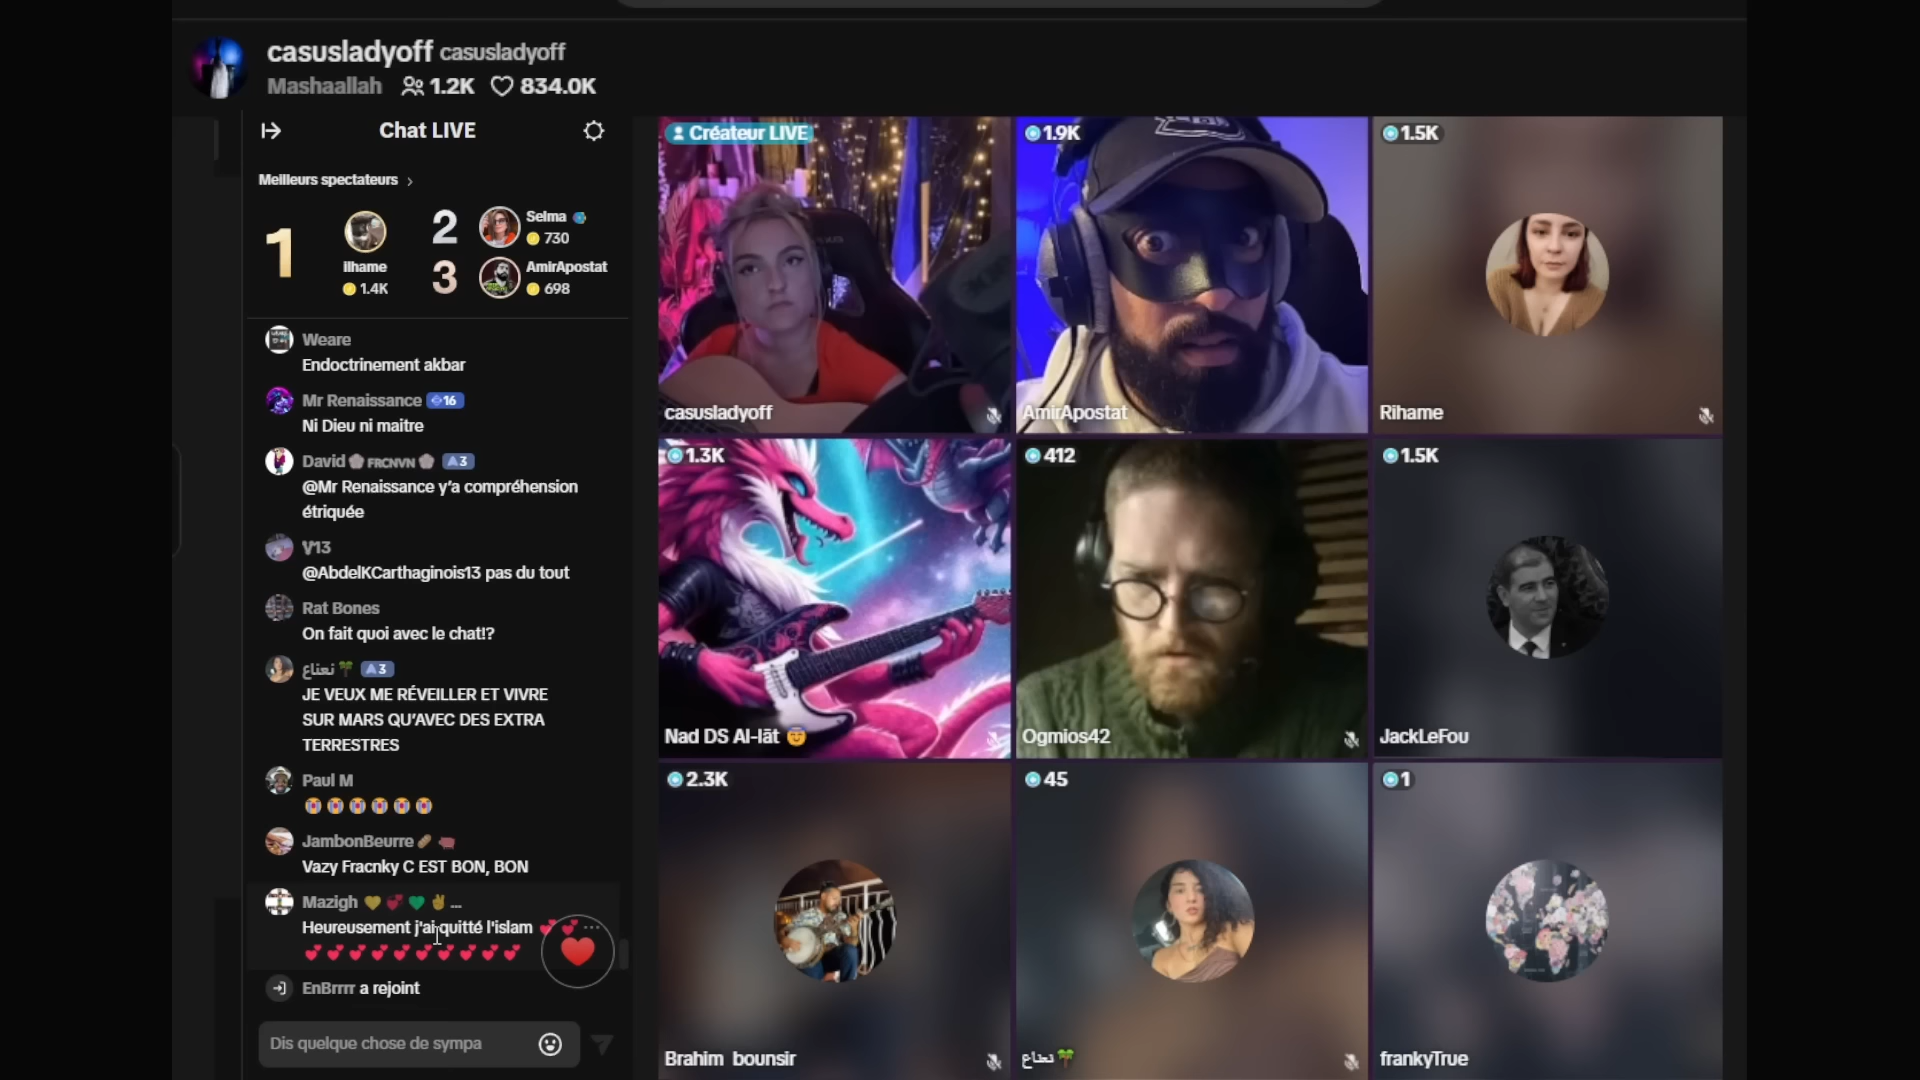 casusladyoff casusladyoff
Mashaallah 1.2K 834.0K
Chat LIVE
Meilleurs spectateurs
1
ilhame
1.4K
2
Selma
730
3
AmirApostat
698
Weare
Endoctrinement akbar
Mr Renaissance 16
Ni Dieu ni maitre
David FRCNVN A3
@Mr Renaissance y'a compréhension
étriquée
V13
@AbdelKCarthaginois13 pas du tout
Rat Bones
On fait quoi avec le chat!?
نعناع A3
JE VEUX ME RÉVEILLER ET VIVRE
SUR MARS QU'AVEC DES EXTRA
TERRESTRES
Paul M
JambonBeurre
Vazy Fracnky C EST BON, BON
Mazigh ...
Heureusement j'ai quitté l'islam
EnBrrrr a rejoint
Dis quelque chose de sympa
Créateur LIVE
casusladyoff
1.9K
AmirApostat
1.5K
Rihame
1.3K
Nad DS Al-lāt
412
Ogmios42
1.5K
JackLeFou
2.3K
Brahim bounsir
45
نعناع
1
frankyTrue